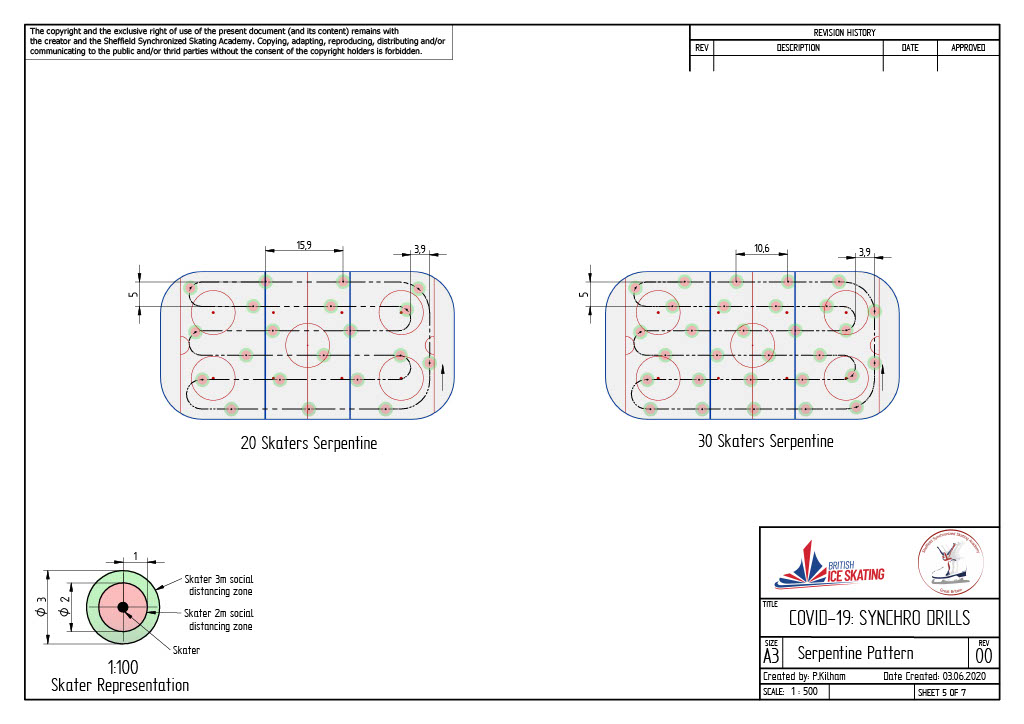 The copyright and the exclusive right of use of the present document (and its content) remains with
the creator and the Sheffield Synchronized Skating Academy. Copying, adapting, reproducing, distributing and/or
communicating to the public and/or thrid parties without the consent of the copyright holders is forbidden.
REVISION HISTORY
REV DESCRIPTION DATE APPROVED
15,9
3,9
5
20 Skaters Serpentine
10,6
3,9
5
30 Skaters Serpentine
1
Ø 3
Ø 2
Skater 3m social
distancing zone
Skater 2m social
distancing zone
Skater
1:100
Skater Representation
Sheffield Synchronized Skating Academy
Great Britain
BRITISH
ICE SKATING
TITLE
COVID-19: SYNCHRO DRILLS
SIZE
A3
Serpentine Pattern
REV
00
Created by: P.Kilham Date Created: 03.06.2020
SCALE: 1 : 500
SHEET 5 OF 7